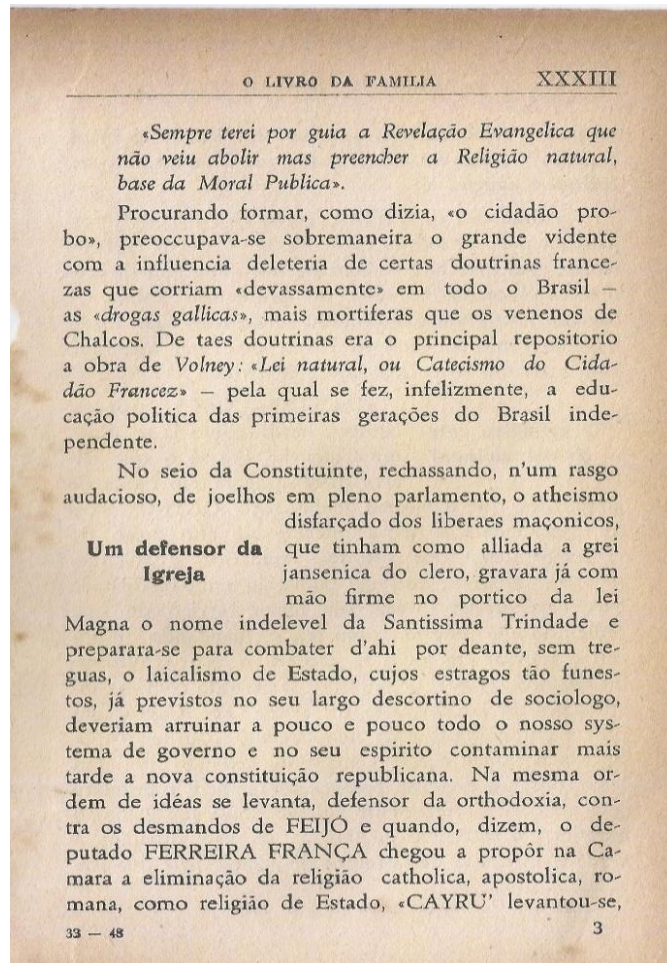 O LIVRO DA FAMILIA XXXIII
«Sempre terei por guia a Revelação Evangelica que
não veiu abolir mas preencher a Religião natural,
base da Moral Publica».
Procurando formar, como dizia, «o cidadão pro-
bo», preoccupava-se sobremaneira o grande vidente
com a influencia deleteria de certas doutrinas france-
zas que corriam «devassamente» em todo o Brasil —
as «drogas gallicas», mais mortiferas que os venenos de
Chalcos. De taes doutrinas era o principal repositorio
a obra de Volney: «Lei natural, ou Catecismo do Cida-
dão Francez» — pela qual se fez, infelizmente, a edu-
cação politica das primeiras gerações do Brasil inde-
pendente.
No seio da Constituinte, rechassando, n'um rasgo
audacioso, de joelhos em pleno parlamento, o atheismo
disfarçado dos liberaes maçonicos,
Um defensor da
Igreja
que tinham como alliada a grei
jansenica do clero, gravara já com
mão firme no portico da lei
Magna o nome indelevel da Santissima Trindade e
preparara-se para combater d'ahi por deante, sem tre-
guas, o laicalismo de Estado, cujos estragos tão funes-
tos, já previstos no seu largo descortino de sociologo,
deveriam arruinar a pouco e pouco todo o nosso sys-
tema de governo e no seu espirito contaminar mais
tarde a nova constituição republicana. Na mesma or-
dem de idéas se levanta, defensor da orthodoxia, con-
tra os desmandos de FEIJÓ e quando, dizem, o de-
putado FERREIRA FRANÇA chegou a propôr na Ca-
mara a eliminação da religião catholica, apostolica, ro-
mana, como religião de Estado, «CAYRU' levantou-se,
33 — 48 3